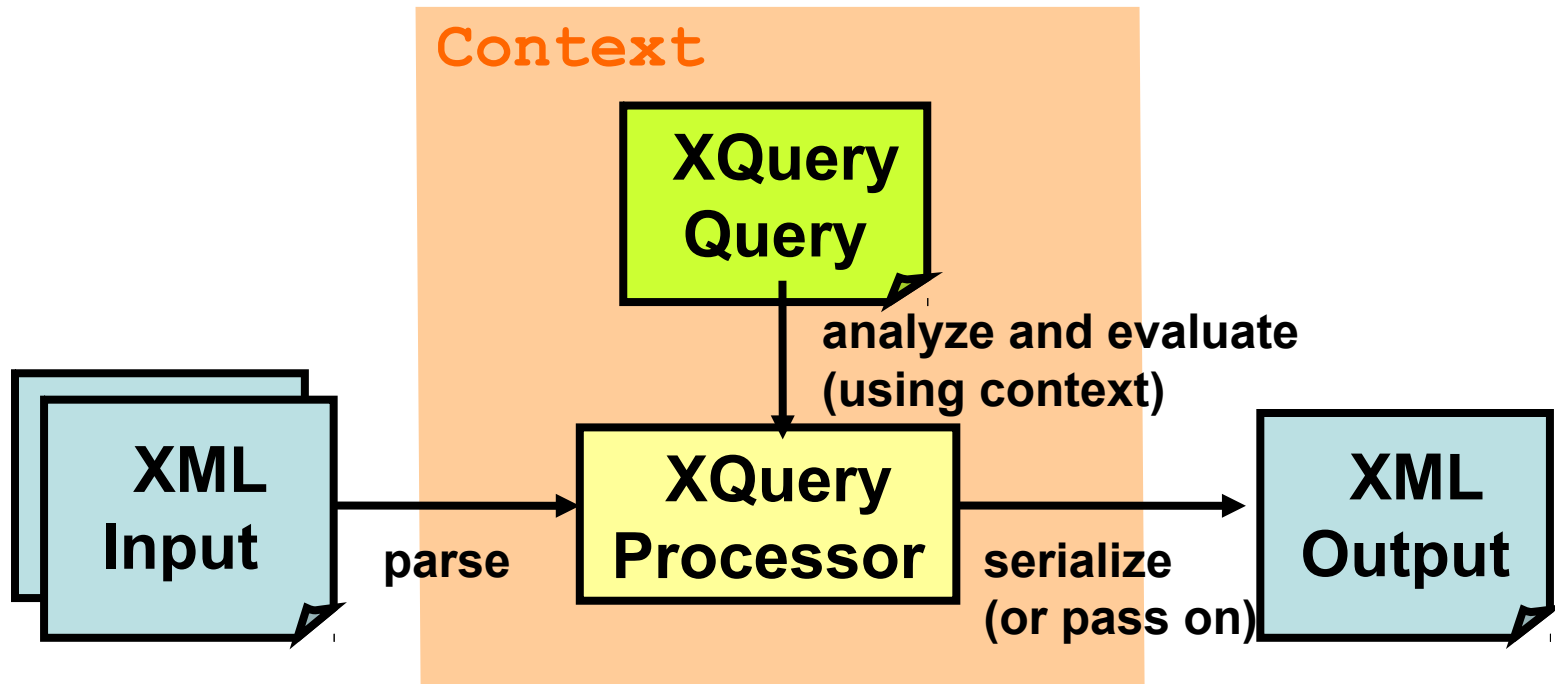 Context
XQuery
Query
analyze and evaluate
(using context)
XML
Input
parse
XQuery
Processor
serialize
(or pass on)
XML
Output